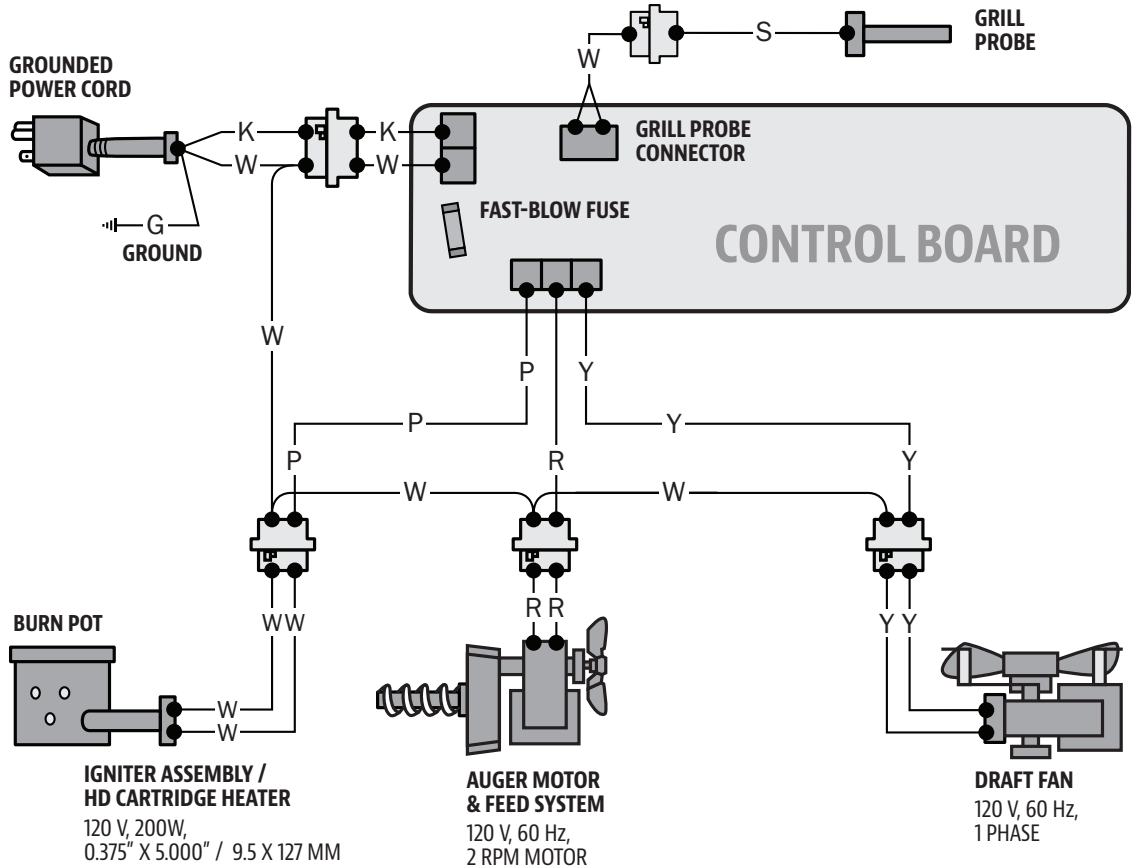 GRILL
PROBE
S
W
GROUNDED
POWER CORD
K
K
W
W
GRILL PROBE
CONNECTOR
G
GROUND
FAST-BLOW FUSE
CONTROL BOARD
W
P
Y
P
Y
P
R
Y
W
W
W W
R R
Y Y
BURN POT
W
W
IGNITER ASSEMBLY /
HD CARTRIDGE HEATER
120 V, 200W,
0.375" X 5.000" / 9.5 X 127 MM
AUGER MOTOR
& FEED SYSTEM
120 V, 60 Hz,
2 RPM MOTOR
DRAFT FAN
120 V, 60 Hz,
1 PHASE